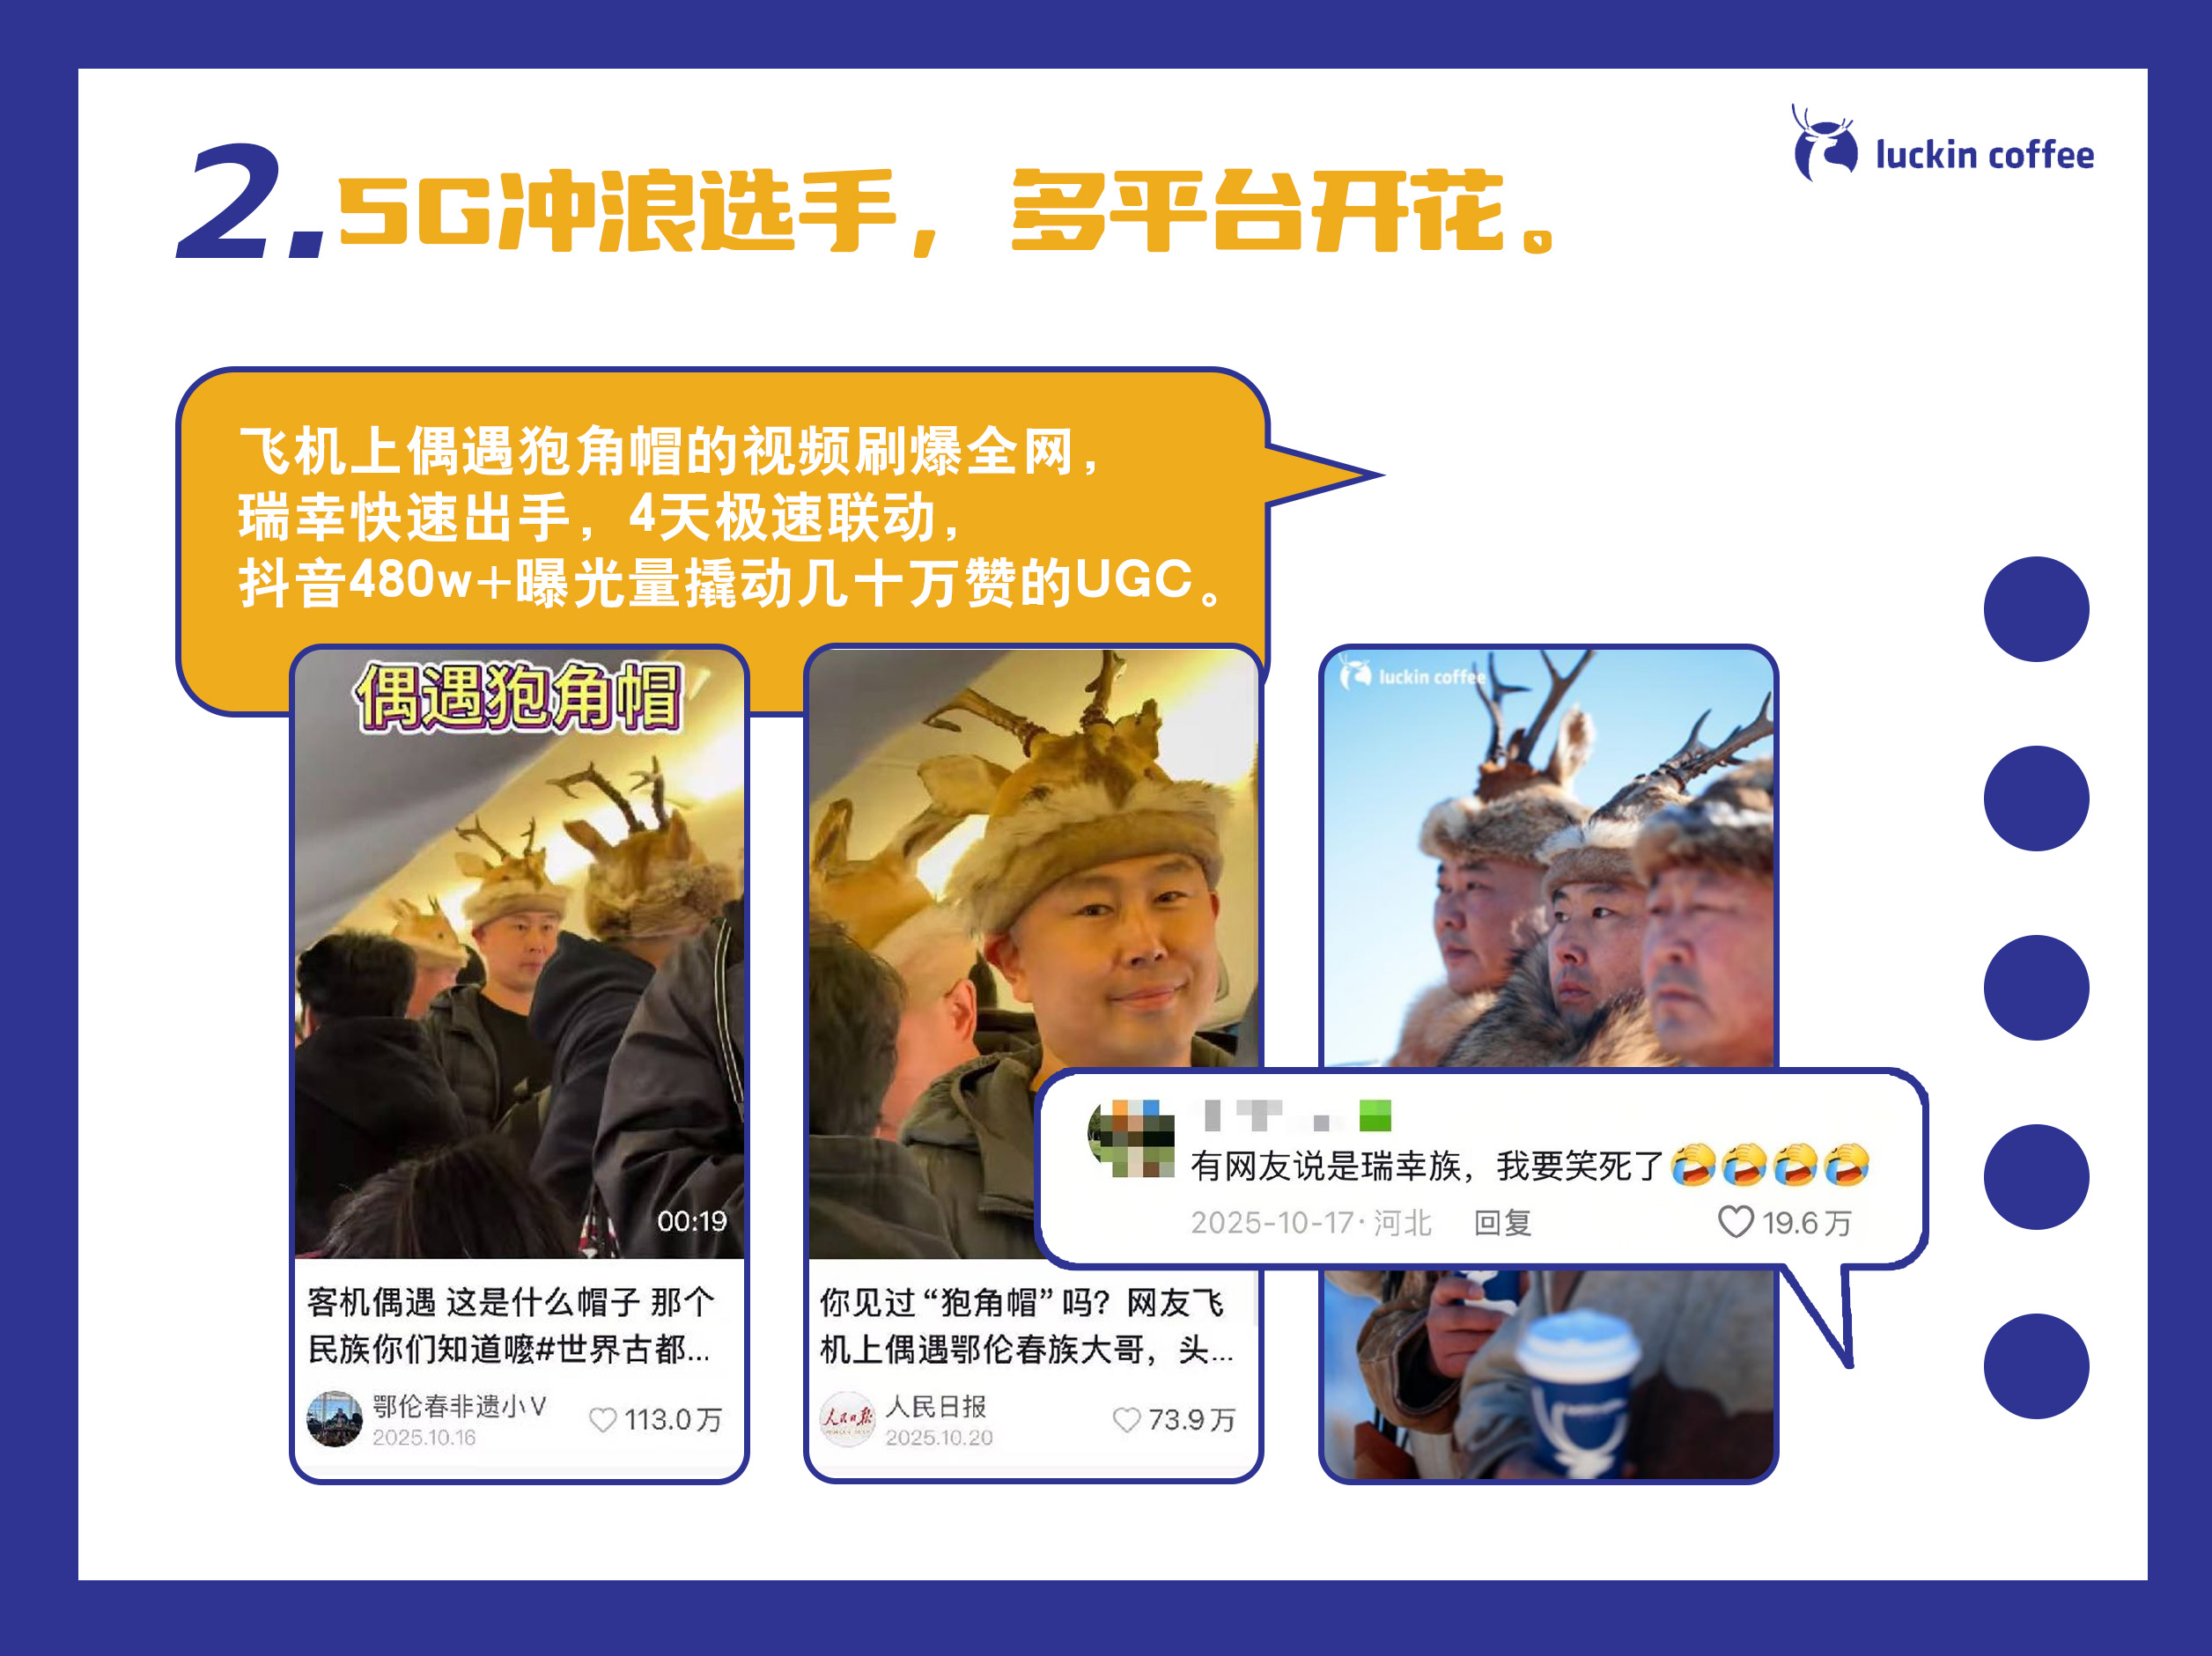 2.5G冲浪选手，多平台开花。
luckin coffee
飞机上偶遇狍角帽的视频刷爆全网，
瑞幸快速出手，4天极速联动，
抖音480w+曝光量撬动几十万赞的UGC。
偶遇狍角帽
00:19
客机偶遇 这是什么帽子 那个
民族你们知道嚒#世界古都...
鄂伦春非遗小V
2025.10.16
113.0万
你见过“狍角帽”吗？网友飞
机上偶遇鄂伦春族大哥，头...
人民日报
人民日报
2025.10.20
73.9万
luckin coffee
有网友说是瑞幸族，我要笑死了🤣🤣🤣🤣
2025-10-17·河北 回复
19.6万